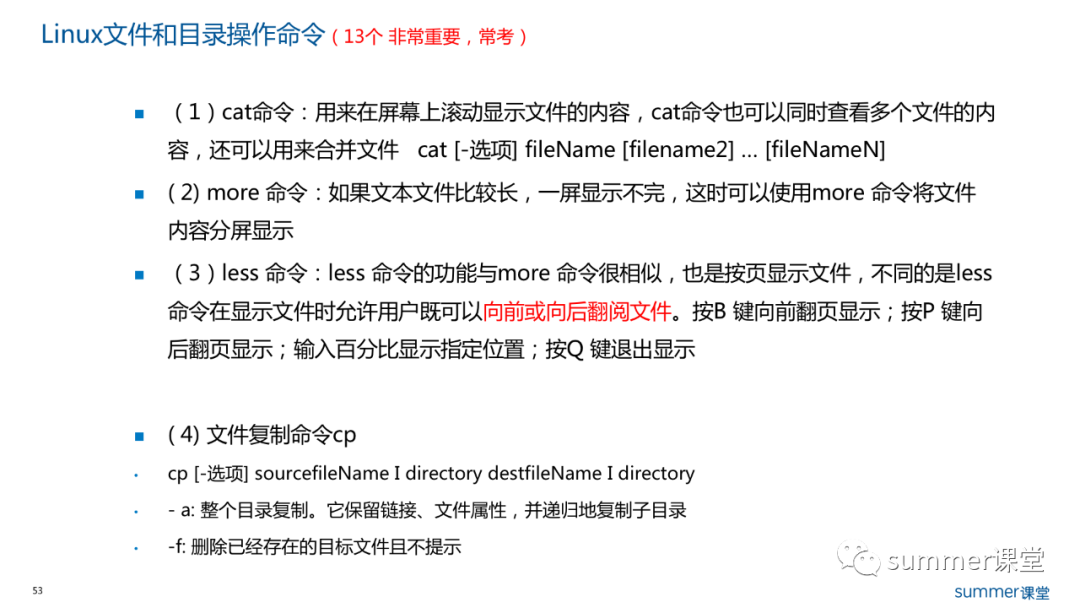 Linux文件和目录操作命令（13个 非常重要，常考）
（1）cat命令：用来在屏幕上滚动显示文件的内容，cat命令也可以同时查看多个文件的内
容，还可以用来合并文件 cat [-选项] fileName [filename2] … [fileNameN]
( 2) more 命令：如果文本文件比较长，一屏显示不完，这时可以使用more 命令将文件
内容分屏显示
（3）less 命令：less 命令的功能与more 命令很相似，也是按页显示文件，不同的是less
命令在显示文件时允许用户既可以向前或向后翻阅文件。按B 键向前翻页显示；按P 键向
后翻页显示；输入百分比显示指定位置；按Q 键退出显示
( 4) 文件复制命令cp
cp [-选项] sourcefileName I directory destfileName I directory
- a: 整个目录复制。它保留链接、文件属性，并递归地复制子目录
-f: 删除已经存在的目标文件且不提示
summer课堂
53
summer课堂